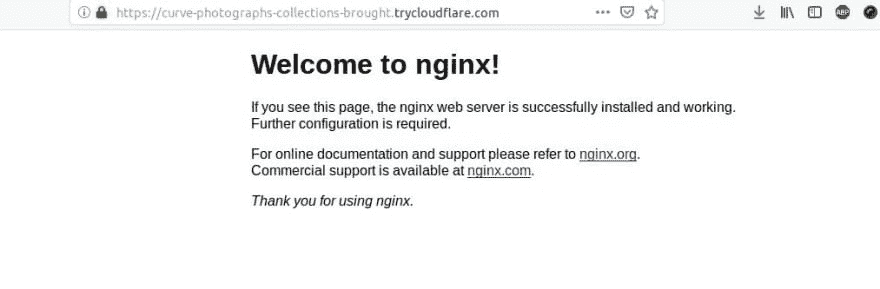 https://curve-photographs-collections-brought.trycloudflare.com
ABP
Welcome to nginx!
If you see this page, the nginx web server is successfully installed and working.
Further configuration is required.
For online documentation and support please refer to nginx.org.
Commercial support is available at nginx.com.
Thank you for using nginx.